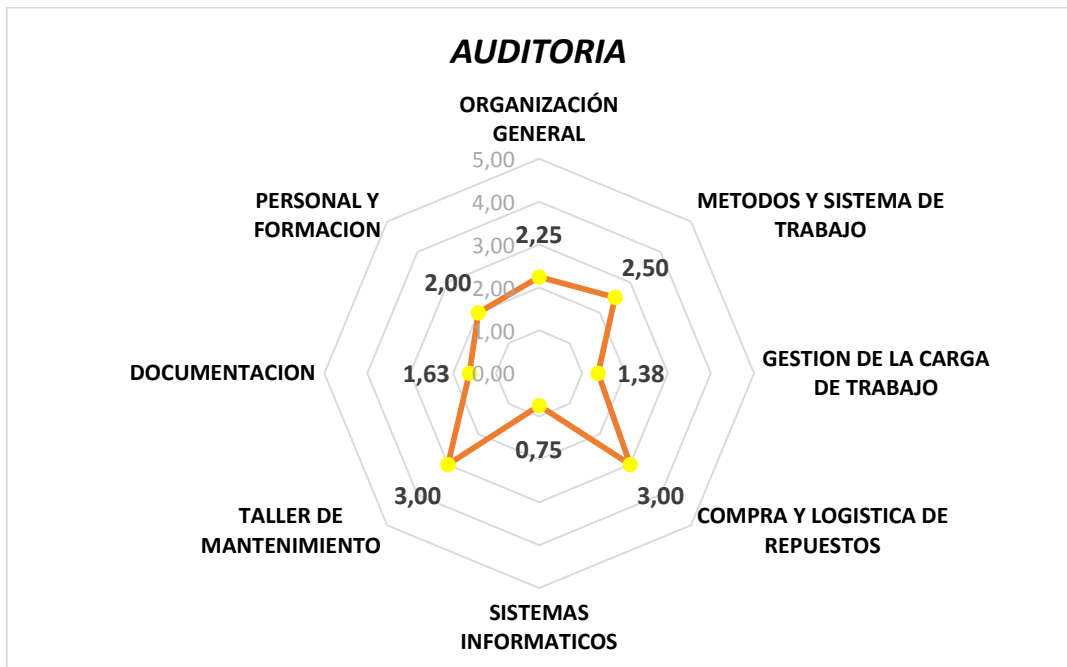 AUDITORIA
ORGANIZACIÓN
GENERAL
5,00
4,00
3,00
2,00
1,00
0,00
2,25
METODOS Y SISTEMA DE
TRABAJO
2,50
GESTION DE LA CARGA
DE TRABAJO
1,38
COMPRA Y LOGISTICA DE
REPUESTOS
3,00
SISTEMAS
INFORMATICOS
0,75
TALLER DE
MANTENIMIENTO
3,00
DOCUMENTACION
1,63
PERSONAL Y
FORMACION
2,00